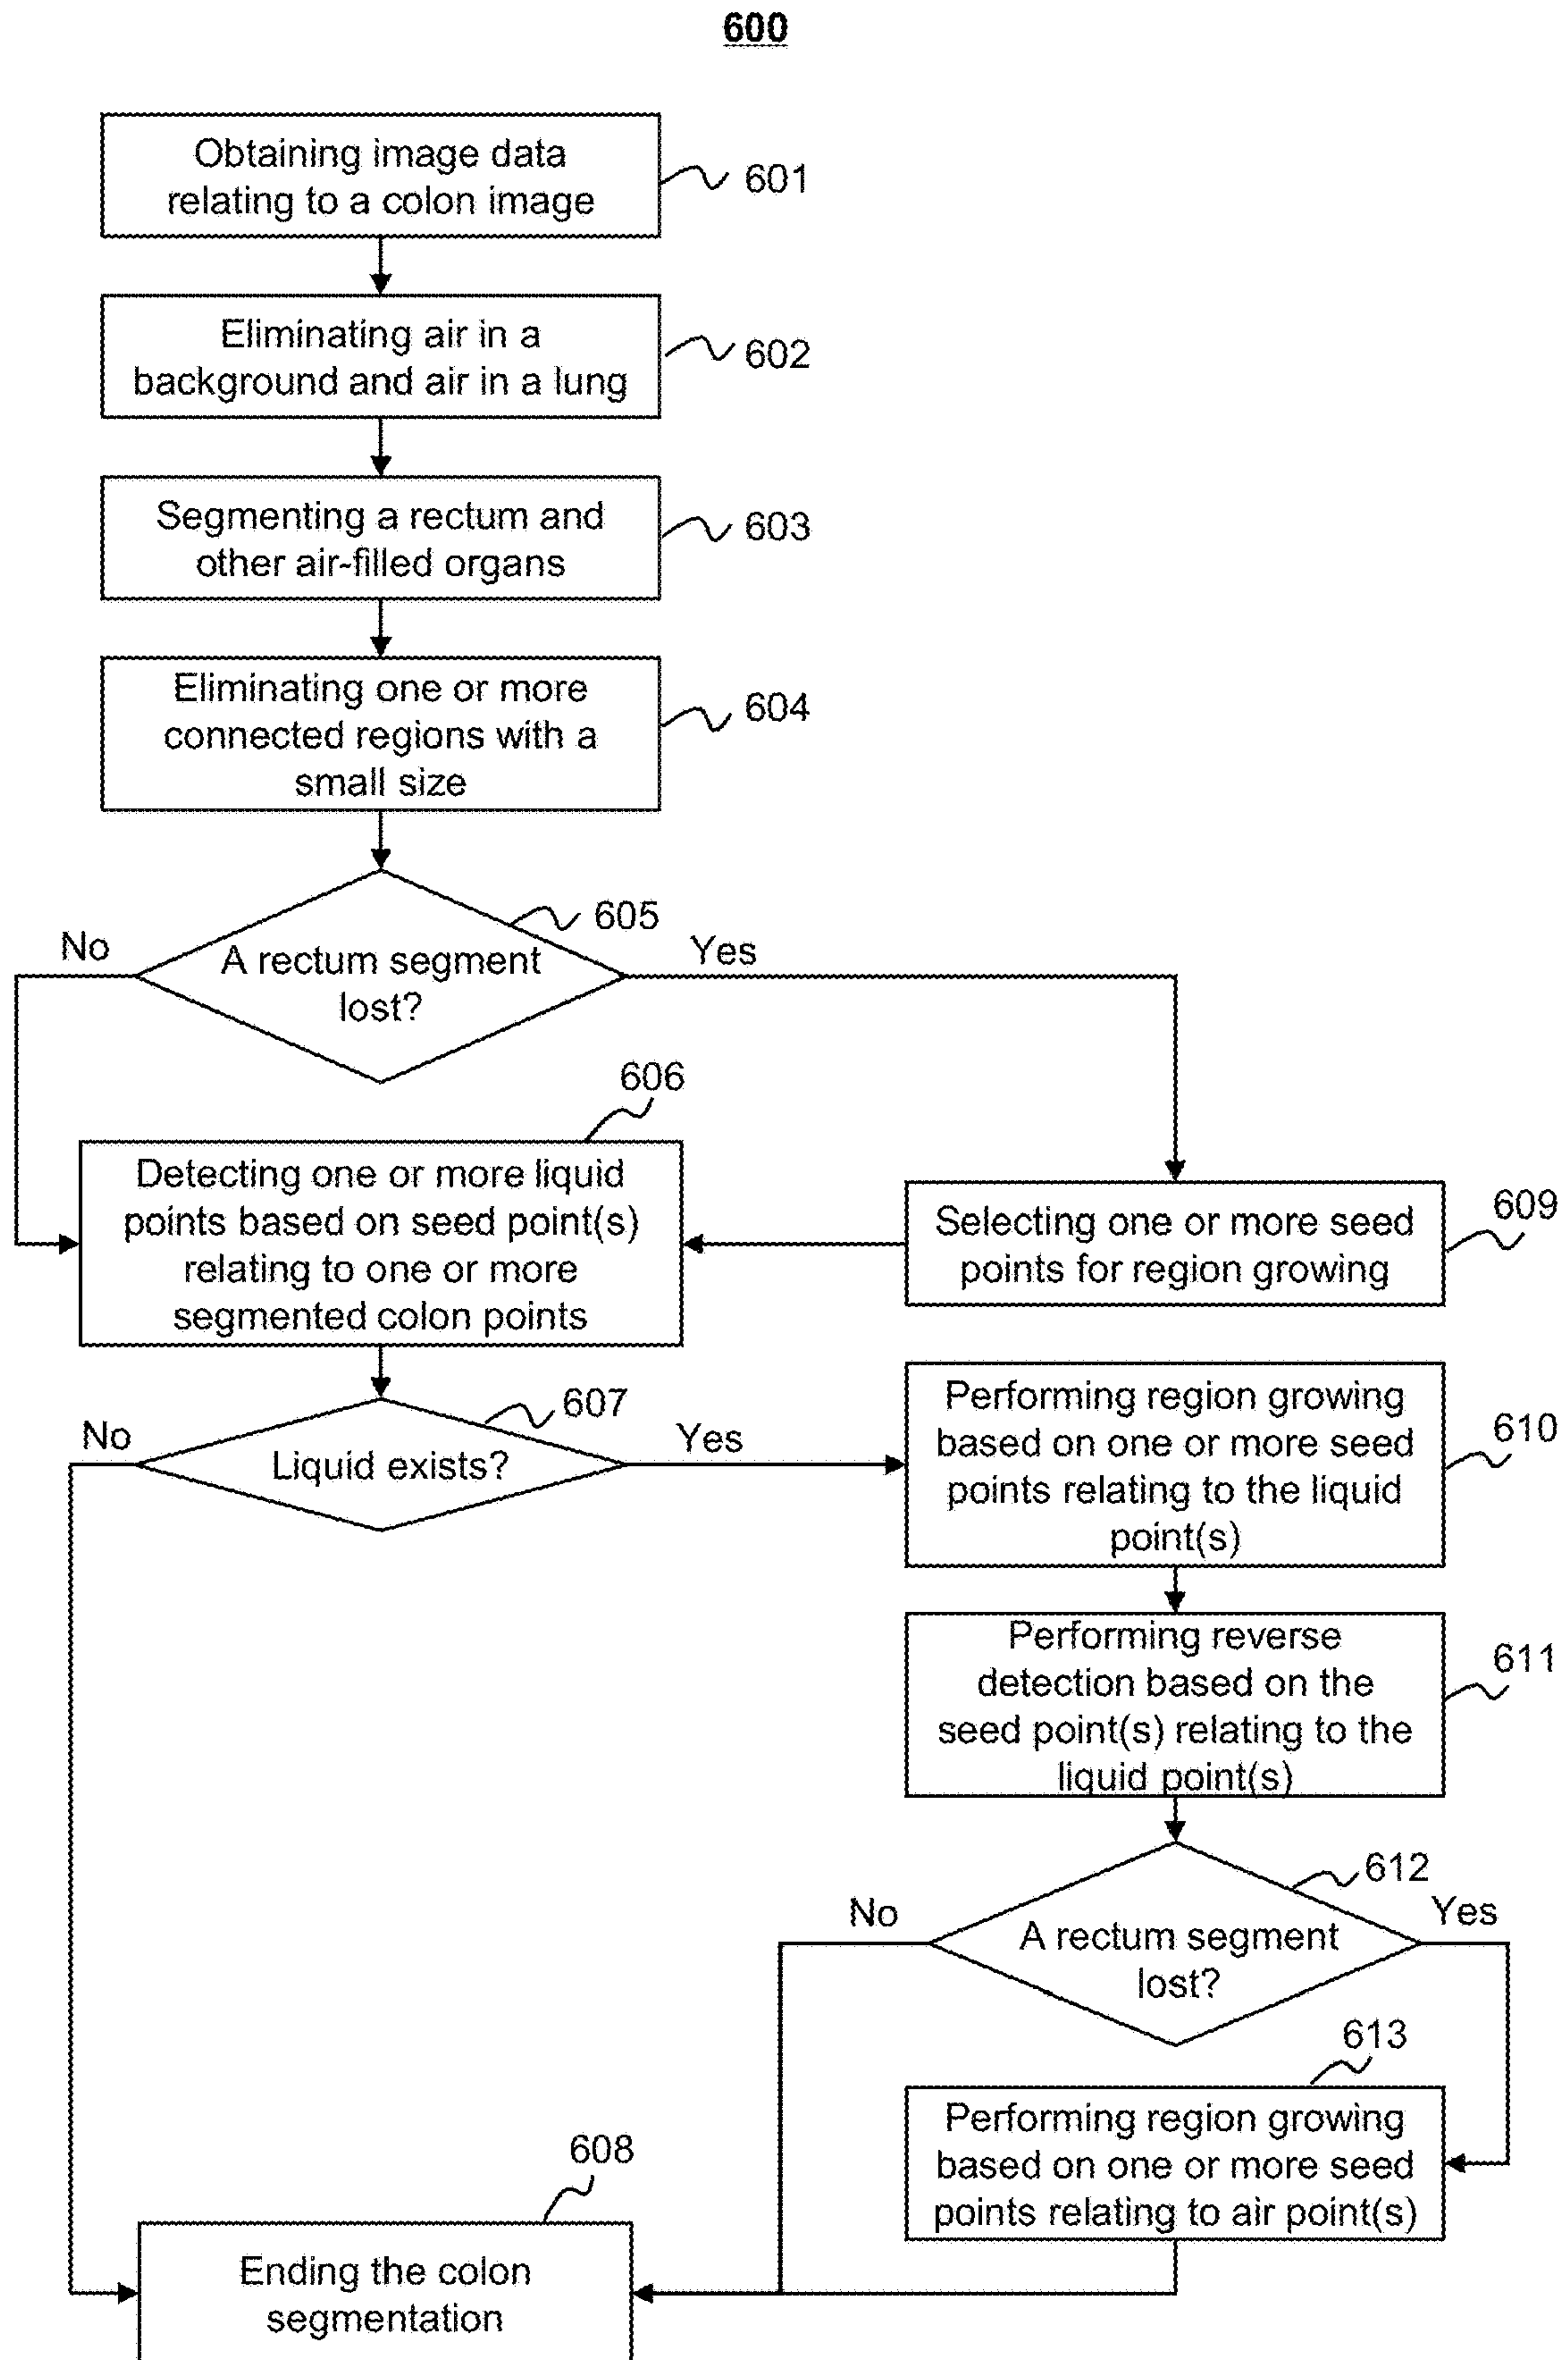 600
Obtaining image data
relating to a colon image
601
Eliminating air in a
background and air in a lung
602
Segmenting a rectum and
other air-filled organs
603
Eliminating one or more
connected regions with a
small size
604
605
No
A rectum segment
lost?
Yes
606
Detecting one or more liquid
points based on seed point(s)
relating to one or more
segmented colon points
Selecting one or more seed
points for region growing
609
607
No
Liquid exists?
Yes
Performing region growing
based on one or more seed
points relating to the liquid
point(s)
610
Performing reverse
detection based on the
seed point(s) relating to the
liquid point(s)
611
612
No
A rectum segment
lost?
Yes
613
Performing region growing
based on one or more seed
points relating to air point(s)
608
Ending the colon
segmentation